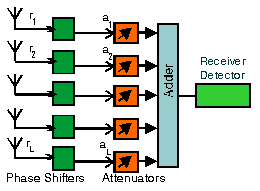 r1 a1
r2 a2
Receiver
Detector
Adder
rL aL
Phase Shifters Attenuators